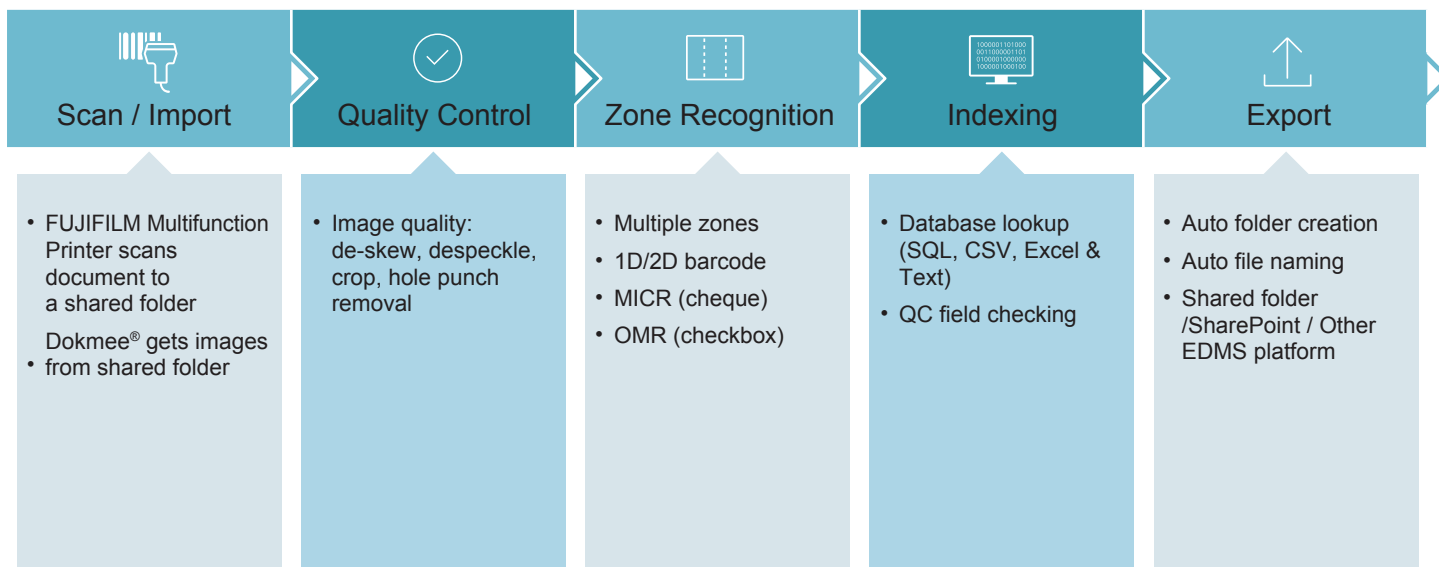 1000001101000
0011000001101
0100001000000
1000001000100
Scan / Import
Quality Control
Zone Recognition
Indexing
Export
• FUJIFILM Multifunction
Printer scans
document to
a shared folder
Dokmee® gets images
• from shared folder
• Image quality:
de-skew, despeckle,
crop, hole punch
removal
• Multiple zones
• 1D/2D barcode
• MICR (cheque)
• OMR (checkbox)
• Database lookup
(SQL, CSV, Excel &
Text)
• QC field checking
• Auto folder creation
• Auto file naming
• Shared folder
/SharePoint / Other
EDMS platform